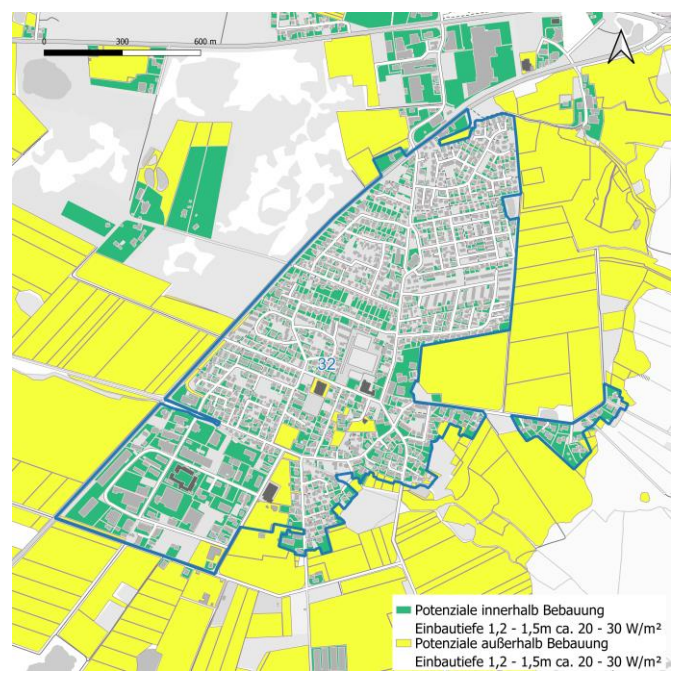 0 300 600 m
32
Potenziale innerhalb Bebauung
Einbautiefe 1,2 - 1,5m ca. 20 - 30 W/m²
Potenziale außerhalb Bebauung
Einbautiefe 1,2 - 1,5m ca. 20 - 30 W/m²